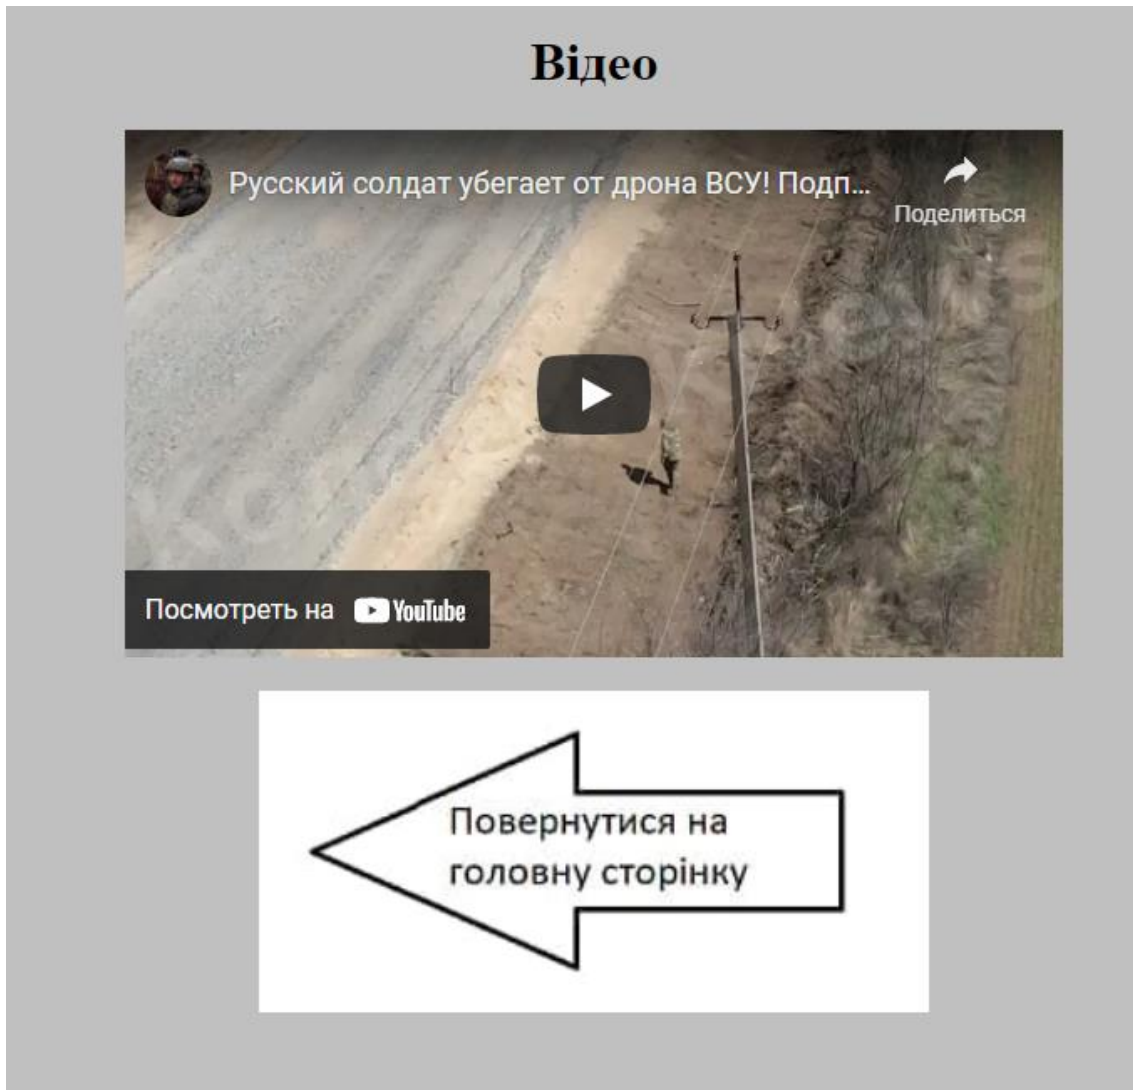 Відео
Русский солдат убегает от дрона ВСУ! Подп...
Поделиться
Посмотреть на YouTube
Повернутися на
головну сторінку